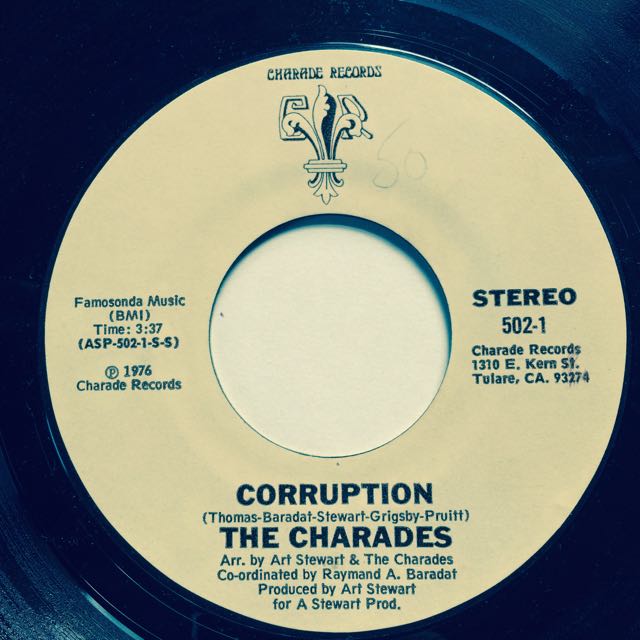 CHARADE RECORDS
CR
50
Famosonda Music
(BMI)
Time: 3:37
(ASP-502-1-S-S)
Ⓟ 1976
Charade Records
STEREO
502-1
Charade Records
1310 E. Kern St.
Tulare, CA. 93274
CORRUPTION
(Thomas-Baradat-Stewart-Grigsby-Pruitt)
THE CHARADES
Arr. by Art Stewart & The Charades
Co-ordinated by Raymand A. Baradat
Produced by Art Stewart
for A Stewart Prod.